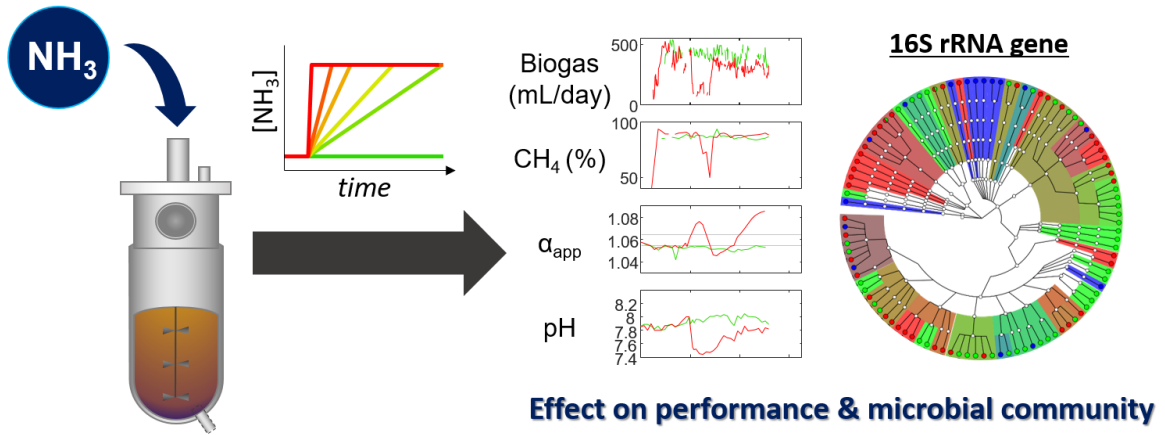 NH₃
[NH₃]
time
Biogas
(mL/day)
500
0
CH₄ (%)
100
50
α_app
1.08
1.06
1.04
pH
8.2
8
7.8
7.6
7.4
16S rRNA gene
Effect on performance & microbial community